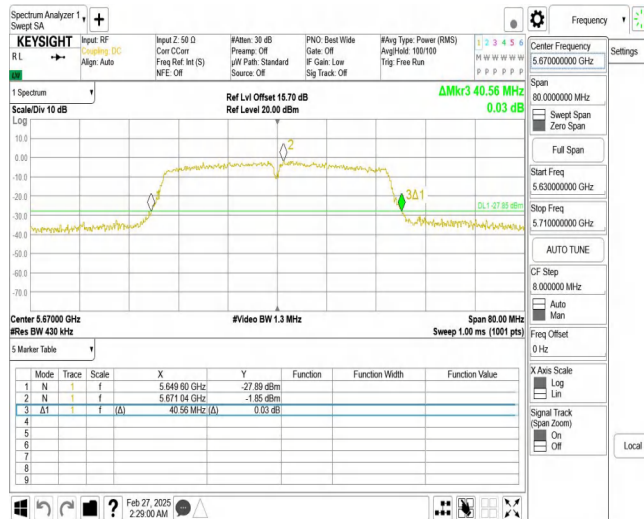 Spectrum Analyzer 1
Swept SA
+
Frequency
KEYSIGHT
R L
LW
Input: RF
Coupling: DC
Align: Auto
Input Z: 50 Ω
Corr CCorr
Freq Ref: Int (S)
NFE: Off
#Atten: 30 dB
Preamp: Off
µW Path: Standard
Source: Off
PNO: Best Wide
Gate: Off
IF Gain: Low
Sig Track: Off
#Avg Type: Power (RMS)
Avg|Hold: 100/100
Trig: Free Run
1 2 3 4 5 6
M W W W W W
P P P P P P
1 Spectrum
Scale/Div 10 dB
Log
Ref Lvl Offset 15.70 dB
Ref Level 20.00 dBm
ΔMkr3 40.56 MHz
0.03 dB
10.0
0.00
-10.0
-20.0
-30.0
-40.0
-50.0
-60.0
-70.0
2
3Δ1
DL1 -27.85 dBm
Center 5.67000 GHz
#Res BW 430 kHz
#Video BW 1.3 MHz
Span 80.00 MHz
Sweep 1.00 ms (1001 pts)
5 Marker Table
Mode Trace Scale X Y Function Function Width Function Value
1 N 1 f 5.649 60 GHz -27.89 dBm
2 N 1 f 5.671 04 GHz -1.85 dBm
3 Δ1 1 f (Δ) 40.56 MHz (Δ) 0.03 dB
4
5
6
7
8
9
Feb 27, 2025
2:29:00 AM
Center Frequency
5.670000000 GHz
Settings
Span
80.0000000 MHz
Swept Span
Zero Span
Full Span
Start Freq
5.630000000 GHz
Stop Freq
5.710000000 GHz
AUTO TUNE
CF Step
8.000000 MHz
Auto
Man
Freq Offset
0 Hz
X Axis Scale
Log
Lin
Signal Track
(Span Zoom)
On
Off
Local